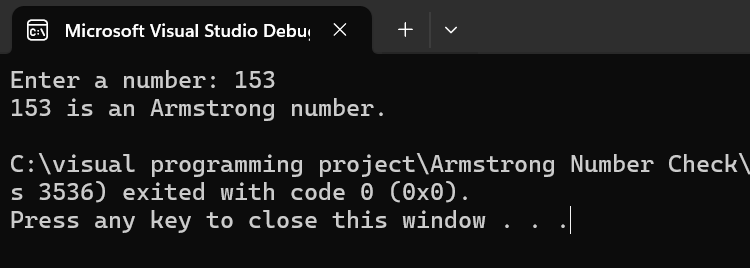 Microsoft Visual Studio Debu
Enter a number: 153
153 is an Armstrong number.
C:\visual programming project\Armstrong Number Check\
s 3536) exited with code 0 (0x0).
Press any key to close this window . . .